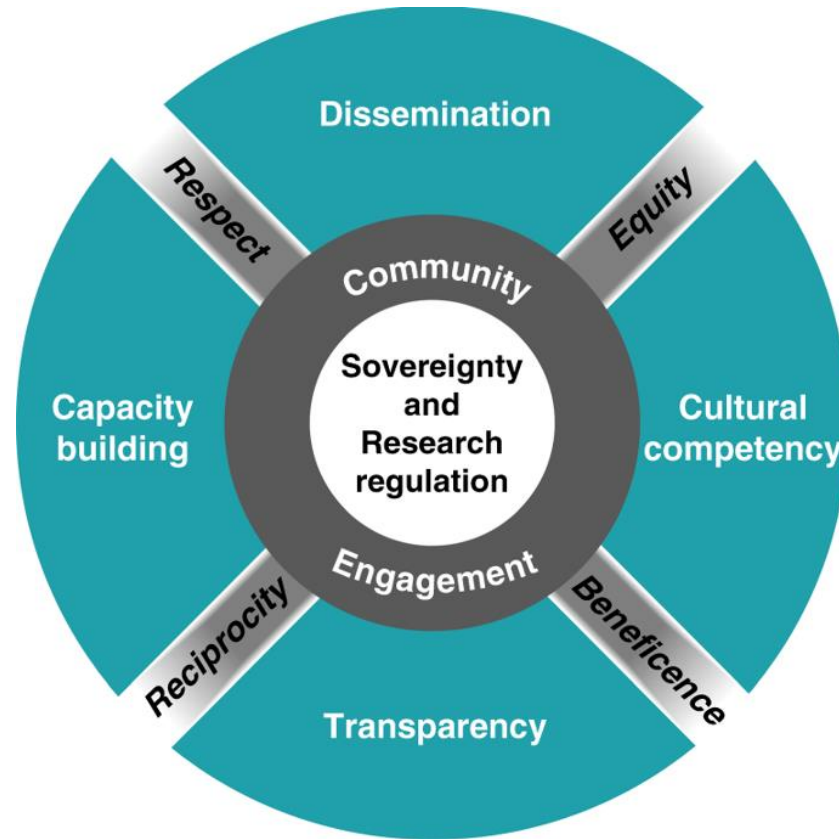 Dissemination
Respect
Equity
Community
Sovereignty
and
Research
regulation
Capacity
building
Cultural
competency
Engagement
Reciprocity
Beneficence
Transparency